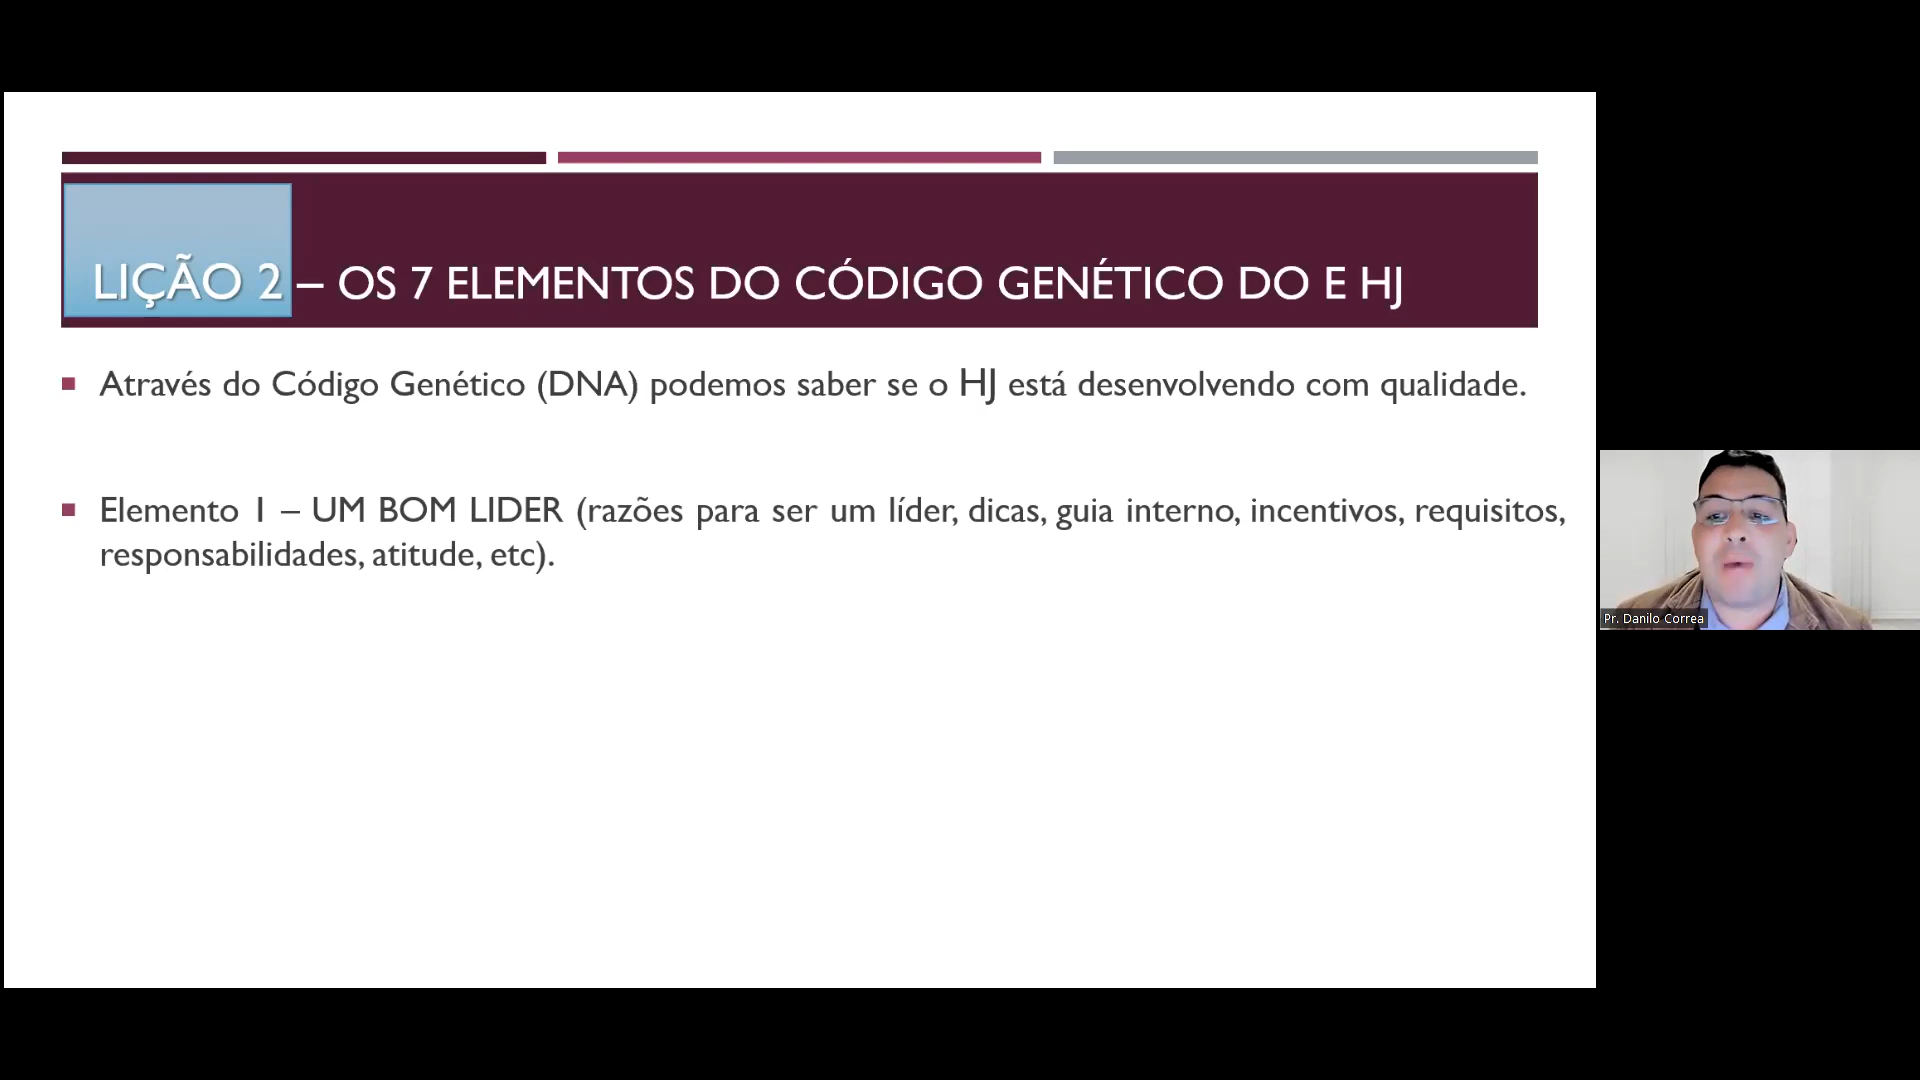 LIÇÃO 2 – OS 7 ELEMENTOS DO CÓDIGO GENÉTICO DO E HJ
Através do Código Genético (DNA) podemos saber se o HJ está desenvolvendo com qualidade.
Elemento 1 – UM BOM LIDER (razões para ser um líder, dicas, guia interno, incentivos, requisitos,
responsabilidades, atitude, etc).
Pr. Danilo Correa